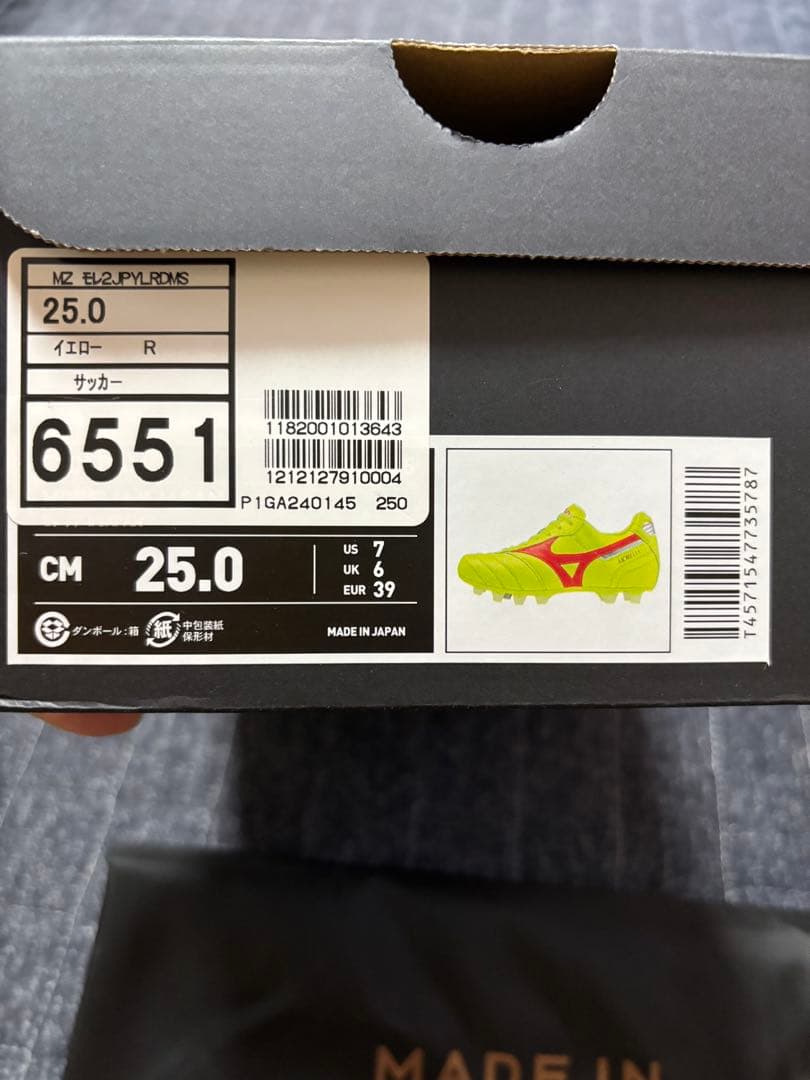 MZ モレ2JPYLRDMS
25.0
イエロー R
サッカー
6551
1182001013643
1212127910004
P1GA240145 250
CM 25.0
US 7
UK 6
EUR 39
ダンボール:箱
紙
中包装紙
保形材
MADE IN JAPAN
T4571547735787
MADE IN